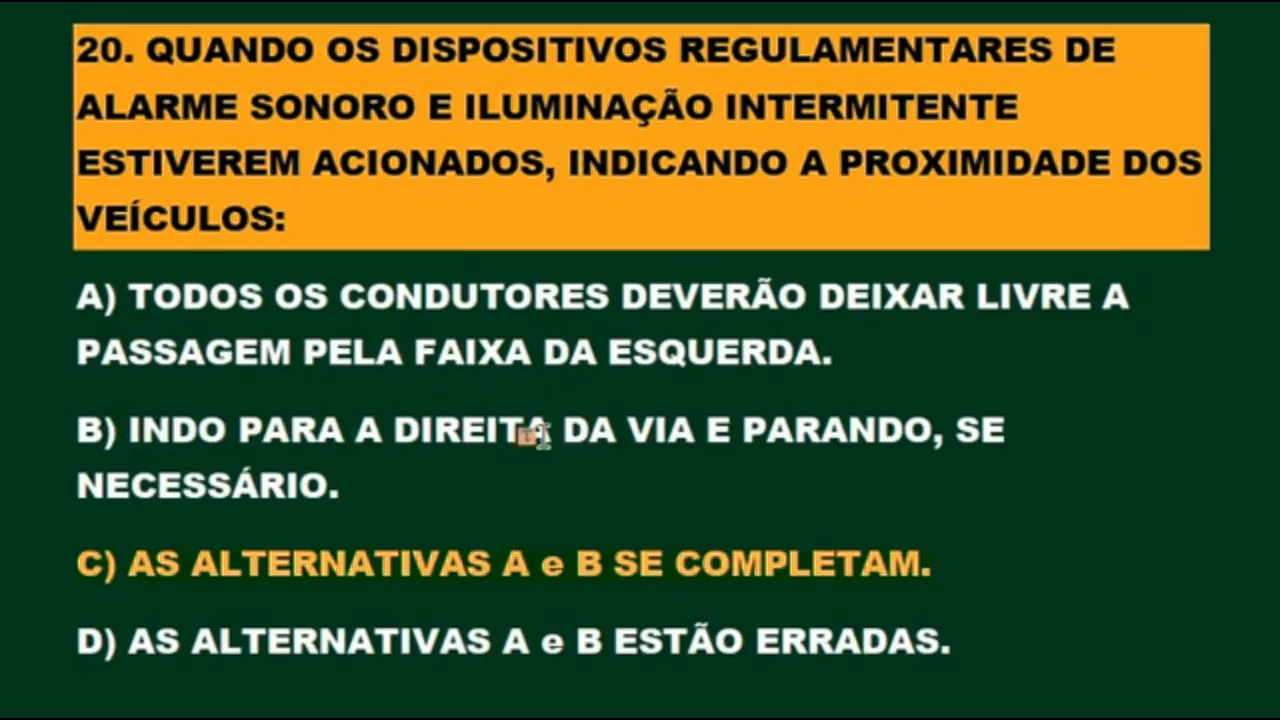 20. QUANDO OS DISPOSITIVOS REGULAMENTARES DE
ALARME SONORO E ILUMINAÇÃO INTERMITENTE
ESTIVEREM ACIONADOS, INDICANDO A PROXIMIDADE DOS
VEÍCULOS:
A) TODOS OS CONDUTORES DEVERÃO DEIXAR LIVRE A
PASSAGEM PELA FAIXA DA ESQUERDA.
B) INDO PARA A DIREITA DA VIA E PARANDO, SE
NECESSÁRIO.
C) AS ALTERNATIVAS A e B SE COMPLETAM.
D) AS ALTERNATIVAS A e B ESTÃO ERRADAS.